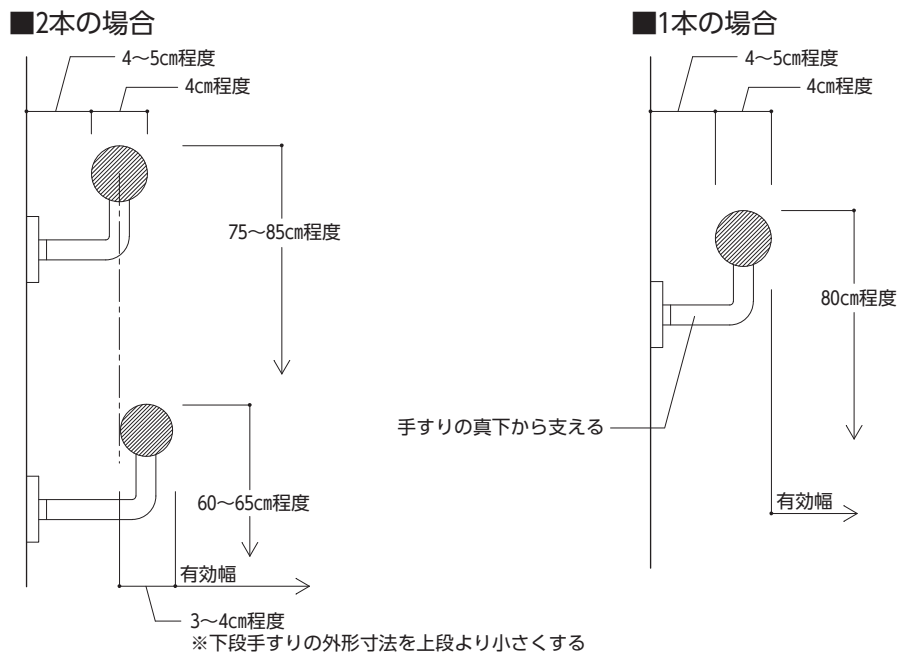 ■2本の場合
4～5cm程度
4cm程度
75～85cm程度
60～65cm程度
有効幅
3～4cm程度
※下段手すりの外形寸法を上段より小さくする
■1本の場合
4～5cm程度
4cm程度
80cm程度
手すりの真下から支える
有効幅